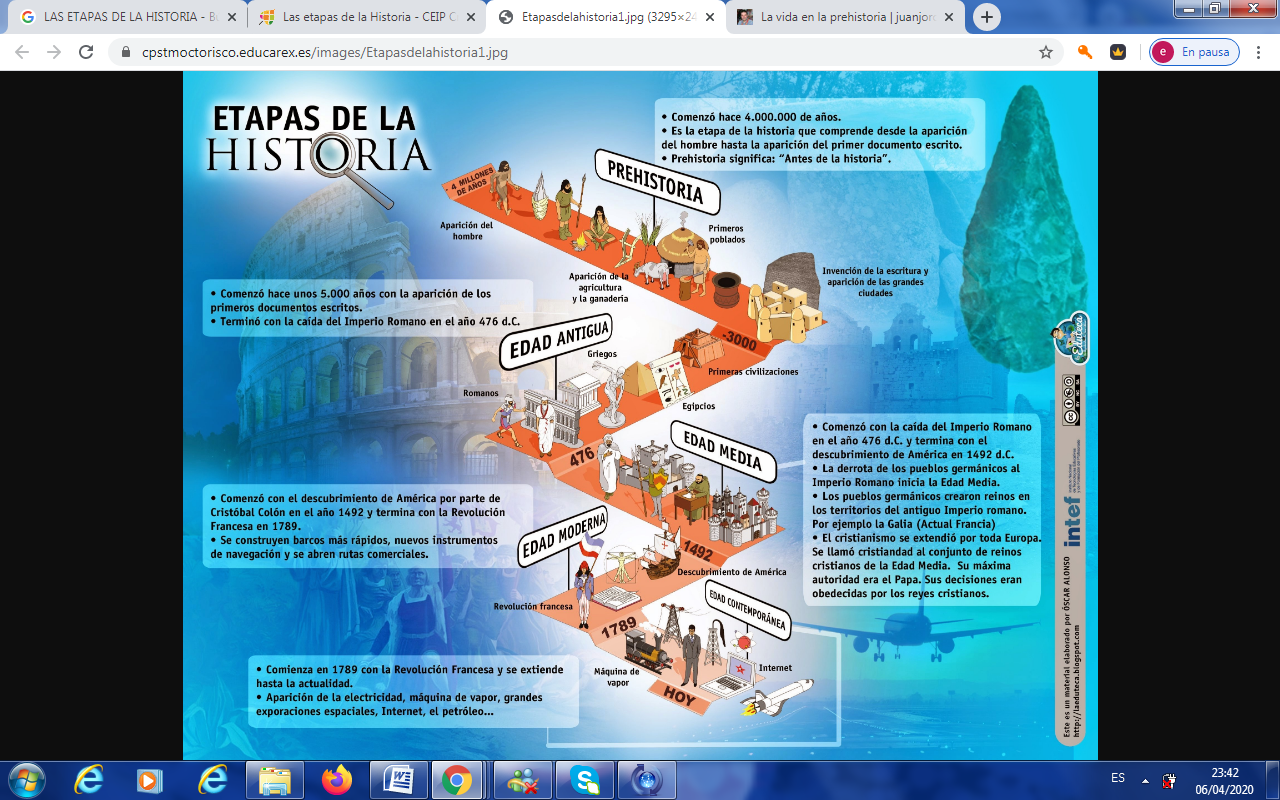 LAS ETAPAS DE LA HISTORIA - B
Las etapas de la Historia - CEIP C
Etapasdelahistoria1.jpg (3295×24
La vida en la prehistoria | juanjor
cpstmoctorisco.educarex.es/images/Etapasdelahistoria1.jpg
e
En pausa
ETAPAS DE LA
HISTORIA
• Comenzó hace 4.000.000 de años.
• Es la etapa de la historia que comprende desde la aparición
del hombre hasta la aparición del primer documento escrito.
• Prehistoria significa: “Antes de la historia”.
PREHISTORIA
- 4 MILLONES
DE AÑOS
Aparición del
hombre
Primeros
poblados
Aparición de la
agricultura
y la ganadería
Invención de la escritura y
aparición de las grandes
ciudades
• Comenzó hace unos 5.000 años con la aparición de los
primeros documentos escritos.
• Terminó con la caída del Imperio Romano en el año 476 d.C.
EDAD ANTIGUA
-3000
Griegos
Primeras civilizaciones
Romanos
Egipcios
476
EDAD MEDIA
• Comenzó con la caída del Imperio Romano
en el año 476 d.C. y termina con el
descubrimiento de América en 1492 d.C.
• La derrota de los pueblos germánicos al
Imperio Romano inicia la Edad Media.
• Los pueblos germánicos crearon reinos en
los territorios del antiguo Imperio romano.
Por ejemplo la Galia (Actual Francia)
• El cristianismo se extendió por toda Europa.
Se llamó cristiandad al conjunto de reinos
cristianos de la Edad Media. Su máxima
autoridad era el Papa. Sus decisiones eran
obedecidas por los reyes cristianos.
• Comenzó con el descubrimiento de América por parte de
Cristóbal Colón en el año 1492 y termina con la Revolución
Francesa en 1789.
• Se construyen barcos más rápidos, nuevos instrumentos
de navegación y se abren rutas comerciales.
EDAD MODERNA
1492
Descubrimiento de América
Revolución francesa
1789
EDAD CONTEMPORÁNEA
Máquina de
vapor
Internet
HOY
• Comienza en 1789 con la Revolución Francesa y se extiende
hasta la actualidad.
• Aparición de la electricidad, máquina de vapor, grandes
exporaciones espaciales, Internet, el petróleo...
Eduteca
cc
BY NC SA
intef
Este es un material elaborado por ÓSCAR ALONSO
http://laeduteca.blogspot.com
ES
23:42
06/04/2020